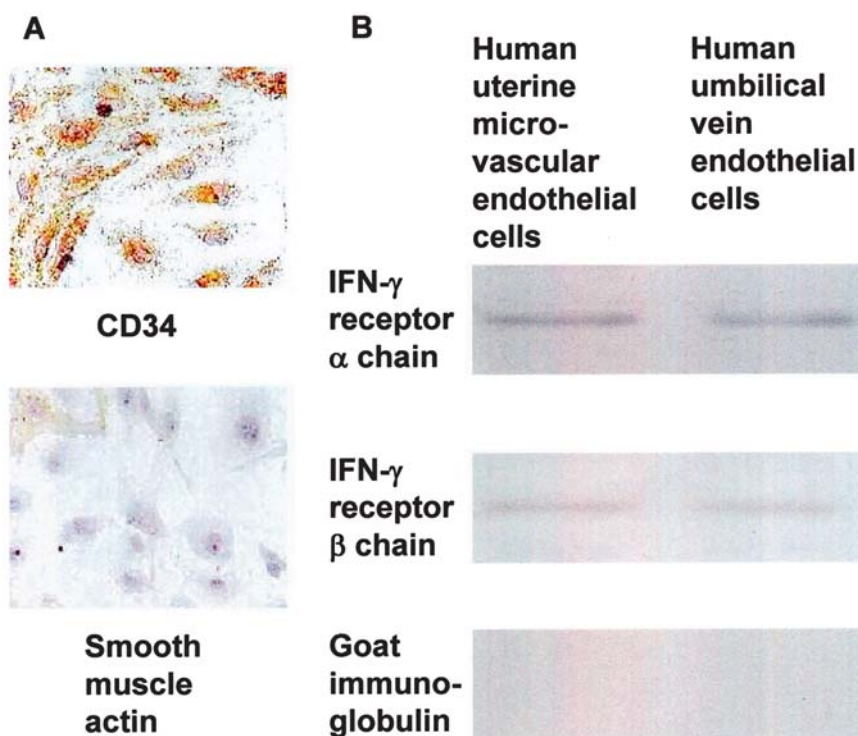 A
B
Human
uterine
micro-
vascular
endothelial
cells
Human
umbilical
vein
endothelial
cells
CD34
IFN-γ
receptor
α chain
IFN-γ
receptor
β chain
Smooth
muscle
actin
Goat
immuno-
globulin